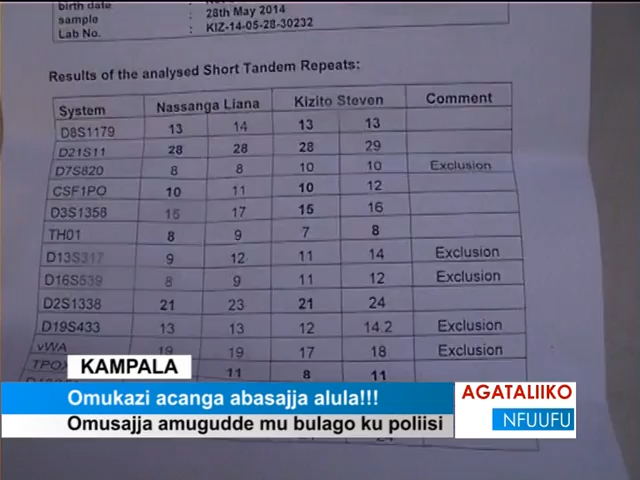 birth date
sample 28th May 2014
Lab No. KIZ-14-05-28-30232
Results of the analysed Short Tandem Repeats:
System Nassanga Liana Kizito Steven Comment
D8S1179 13 14 13 13
D21S11 28 28 28 29
D7S820 8 8 10 10 Exclusion
CSF1PO 10 11 10 12
D3S1358 15 17 15 16
TH01 8 9 7 8
D13S317 9 12 11 14 Exclusion
D16S539 8 9 11 12 Exclusion
D2S1338 21 23 21 24
D19S433 13 13 12 14.2 Exclusion
vWA 19 19 17 18 Exclusion
TPOX 11 8 11
KAMPALA
Omukazi acanga abasajja alula!!!
Omusajja amugudde mu bulago ku poliisi
AGATALIIKO
NFUUFU